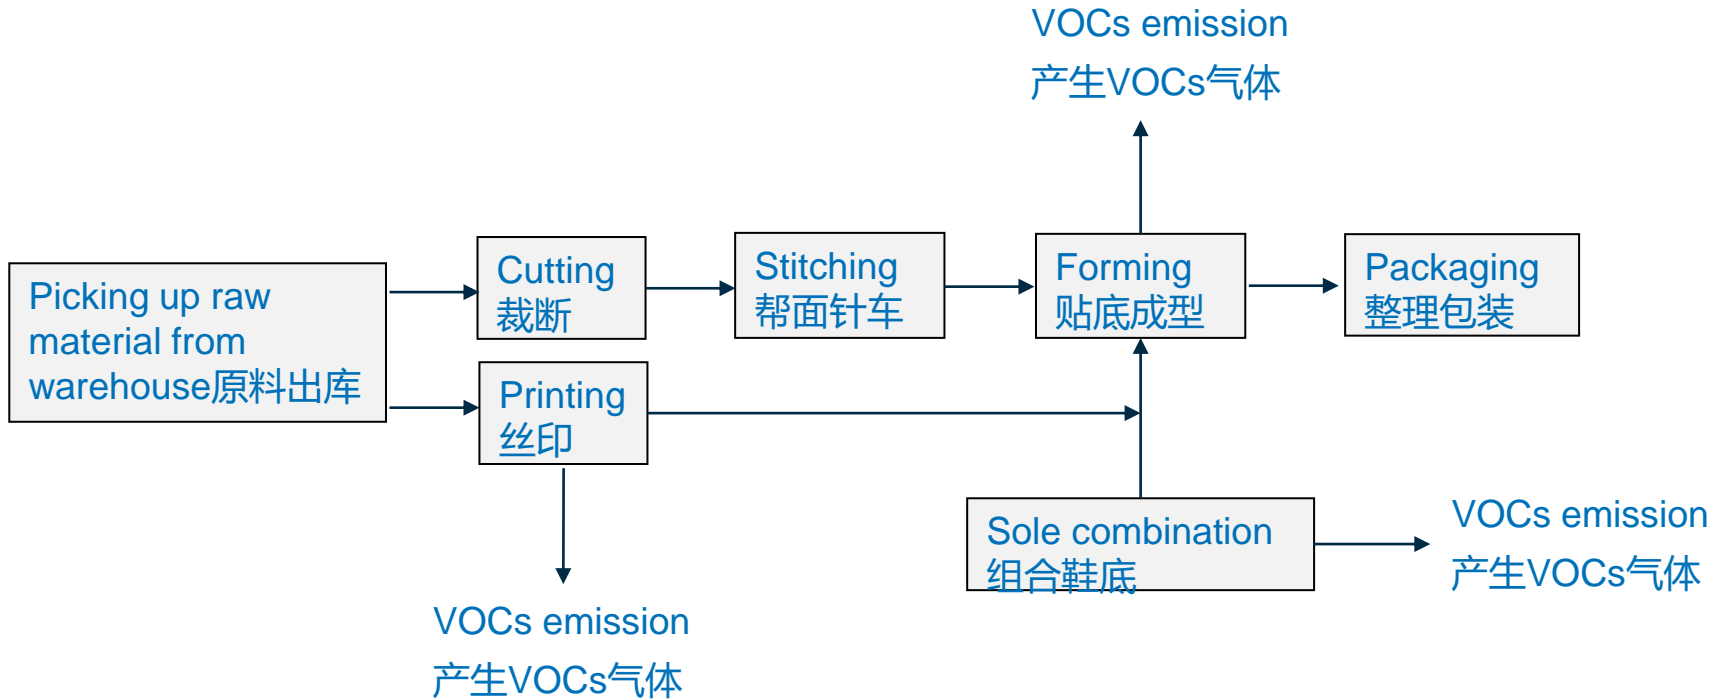 VOCs emission
产生VOCs气体
Picking up raw
material from
warehouse原料出库
Cutting
裁断
Stitching
帮面针车
Forming
贴底成型
Packaging
整理包装
Printing
丝印
Sole combination
组合鞋底
VOCs emission
产生VOCs气体
VOCs emission
产生VOCs气体